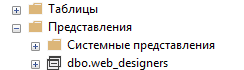 Таблицы
Представления
Системные представления
dbo.web_designers